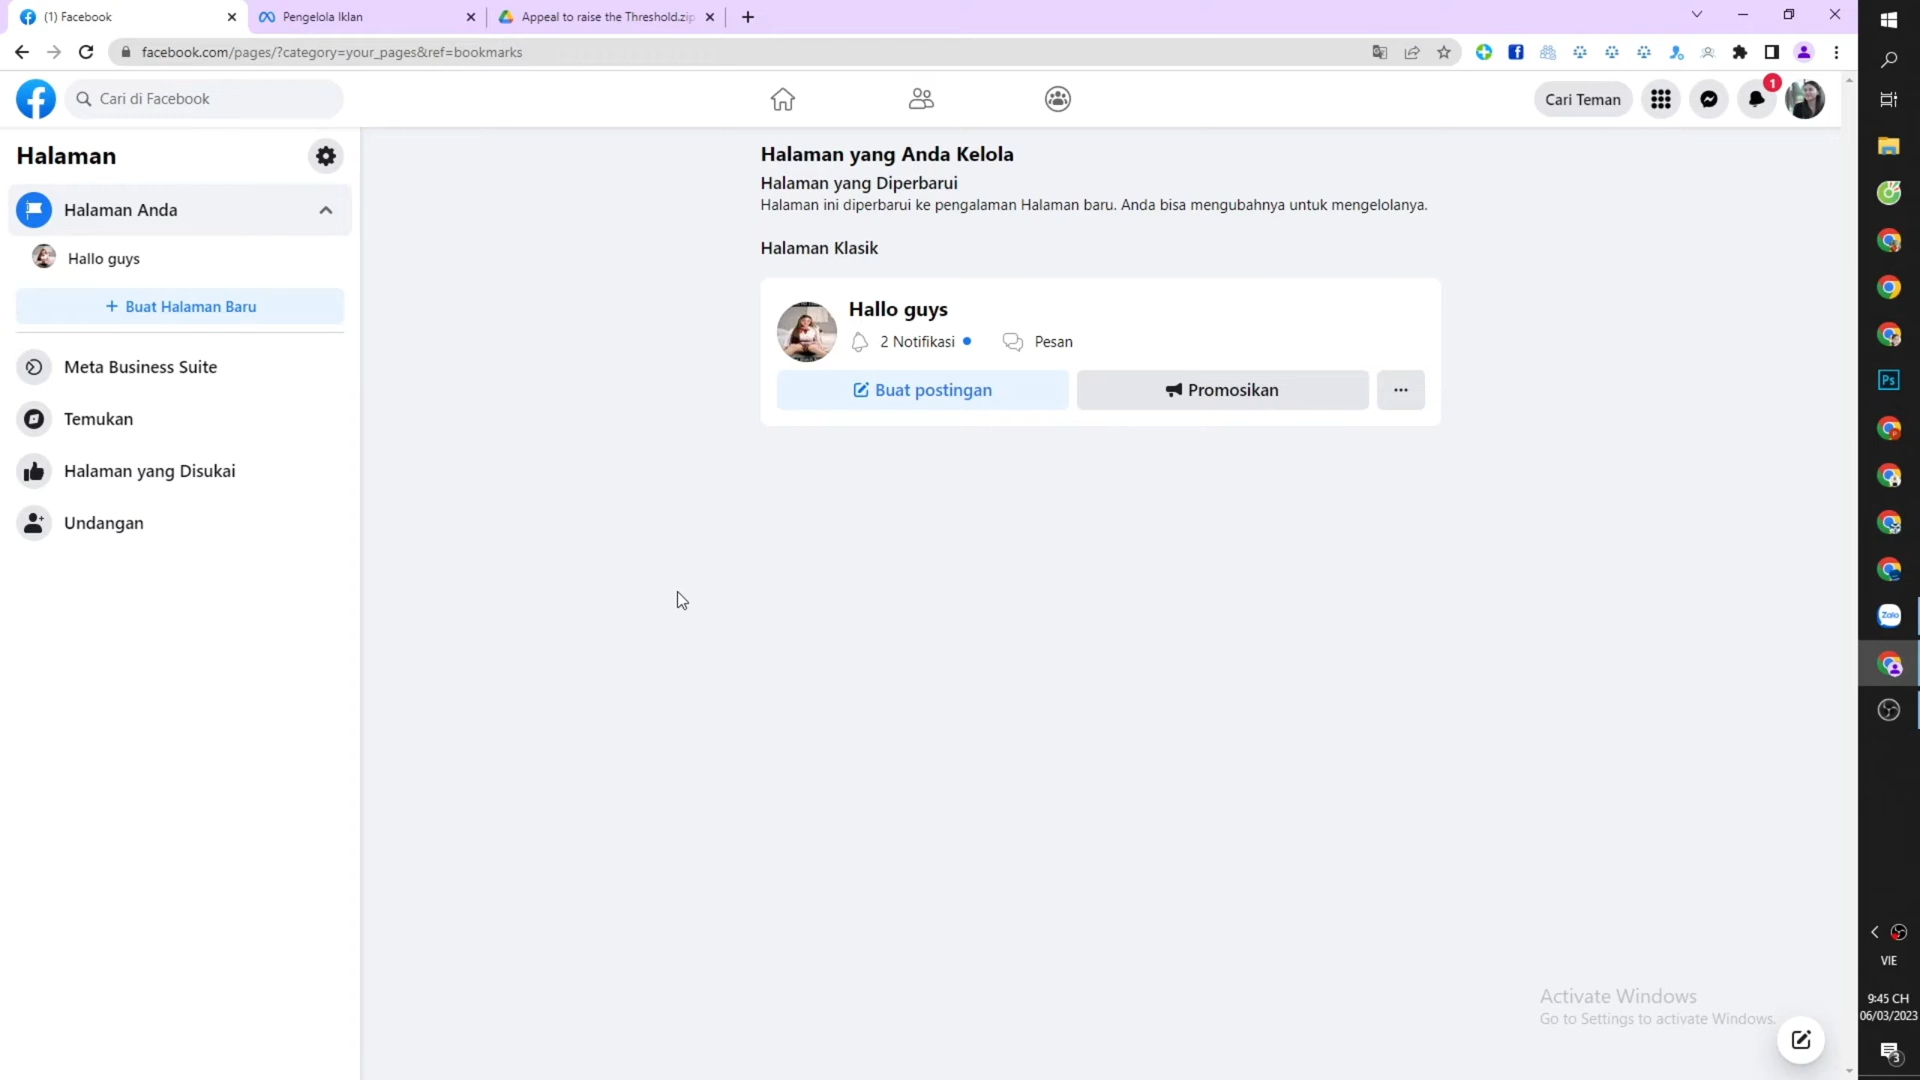 (1) Facebook
Pengelola Iklan
Appeal to raise the Threshold.zip
facebook.com/pages/?category=your_pages&ref=bookmarks
Cari di Facebook
Cari Teman
1
Halaman
Halaman Anda
Hallo guys
+ Buat Halaman Baru
Meta Business Suite
Temukan
Halaman yang Disukai
Undangan
Halaman yang Anda Kelola
Halaman yang Diperbarui
Halaman ini diperbarui ke pengalaman Halaman baru. Anda bisa mengubahnya untuk mengelolanya.
Halaman Klasik
Hallo guys
2 Notifikasi
Pesan
Buat postingan
Promosikan
Ps
Zalo
VIE
9:45 CH
06/03/2023
3
Activate Windows
Go to Settings to activate Windows.